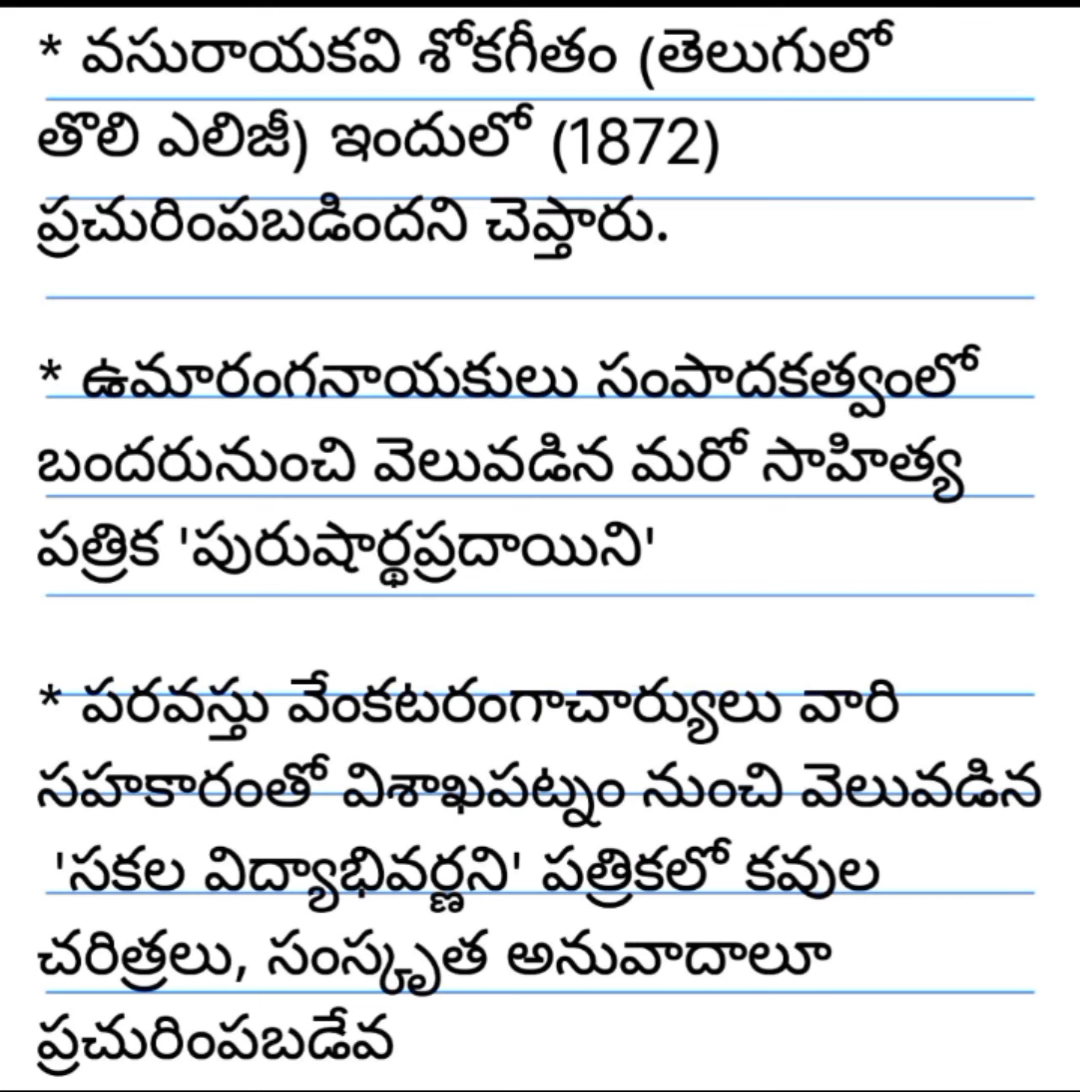 * వసురాయకవి శోకగీతం (తెలుగులో
తొలి ఎలిజీ) ఇందులో (1872)
ప్రచురింపబడిందని చెప్తారు.
* ఉమారంగనాయకులు సంపాదకత్వంలో
బందరునుంచి వెలువడిన మరో సాహిత్య
పత్రిక 'పురుషార్థప్రదాయిని'
* పరవస్తు వేంకటరంగాచార్యులు వారి
సహకారంతో విశాఖపట్నం నుంచి వెలువడిన
'సకల విద్యాభివర్ణని' పత్రికలో కవుల
చరిత్రలు, సంస్కృత అనువాదాలూ
ప్రచురింపబడేవ